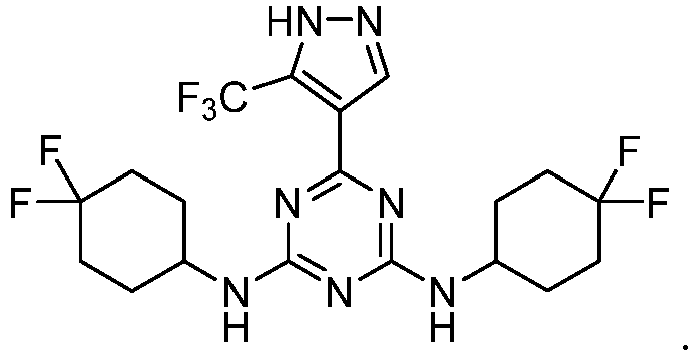 HN N
F3C
F F
F N N F
N N N
H H
.